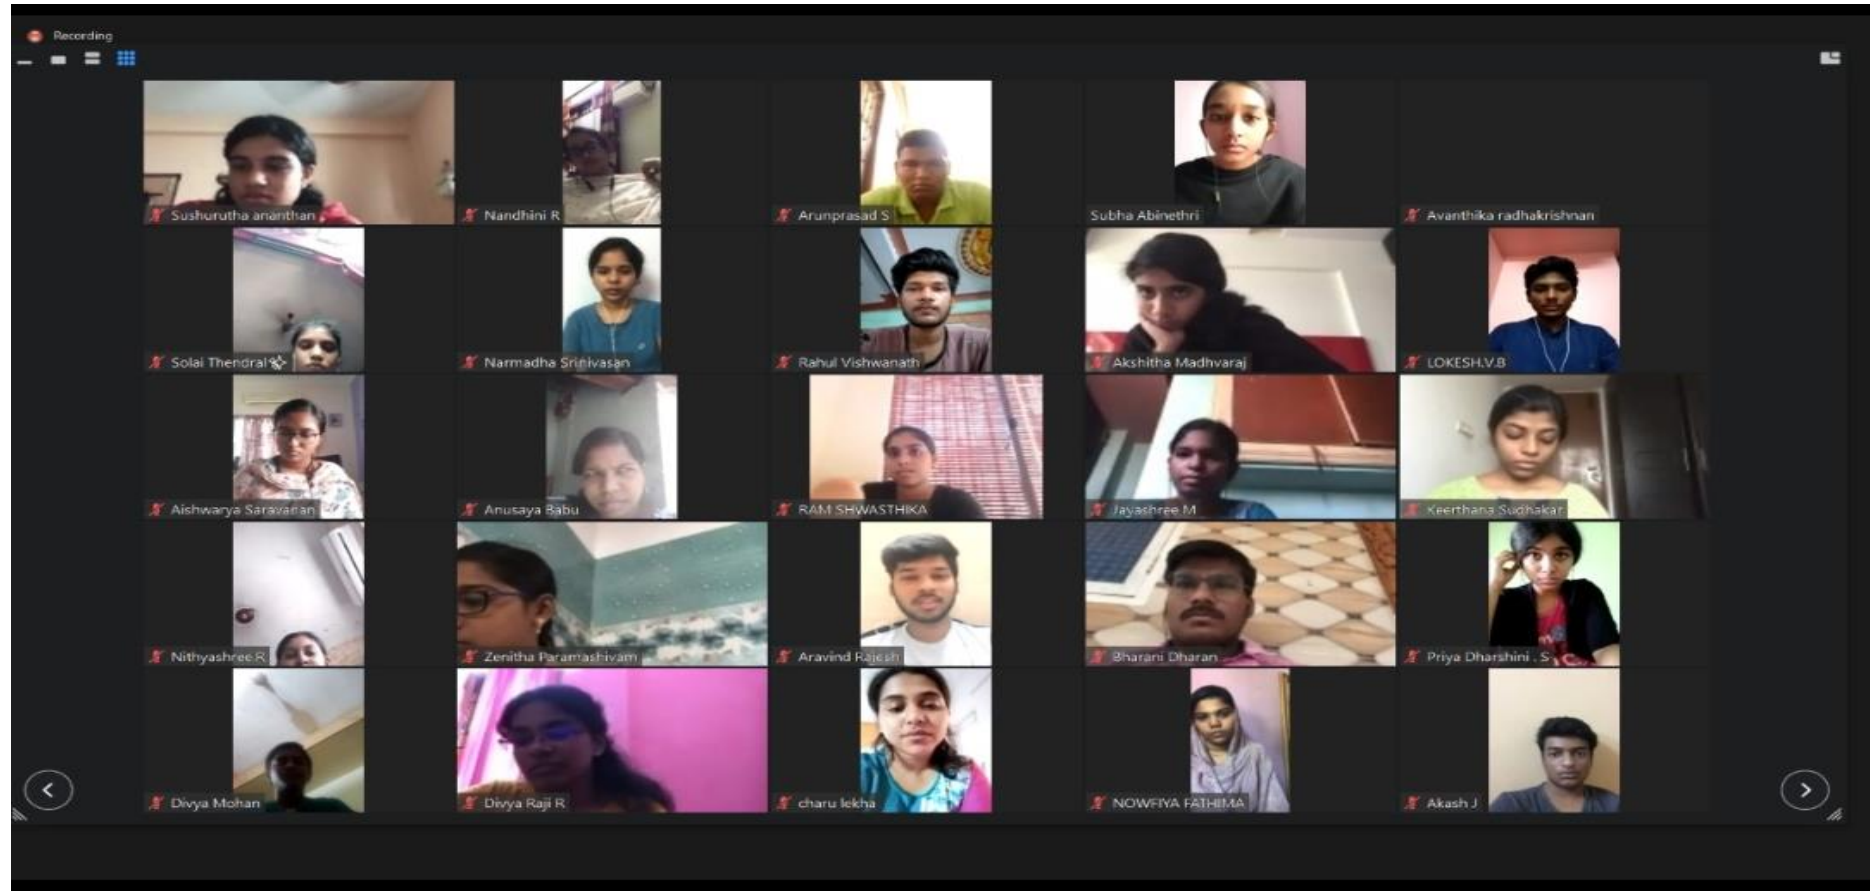 Recording
Sushurutha ananthan
Nandhini R
Arunprasad S
Subha Abinethri
Avanthika radhakrishnan
Solai Thendral
Narmadha Srinivasan
Rahul Vishwanath
Akshitha Madhvaraj
LOKESH.V.B
Aishwarya Saravanan
Anusaya Babu
RAM SHWASTHIKA
Jayashree M
Keerthana Sudhakar
Nithyashree R
Zenitha Paramashivam
Aravind Rajesh
Bharani Dharan
Priya Dharshini . S
Divya Mohan
Divya Raji R
charu lekha
NOWFIYA FATHIMA
Akash J